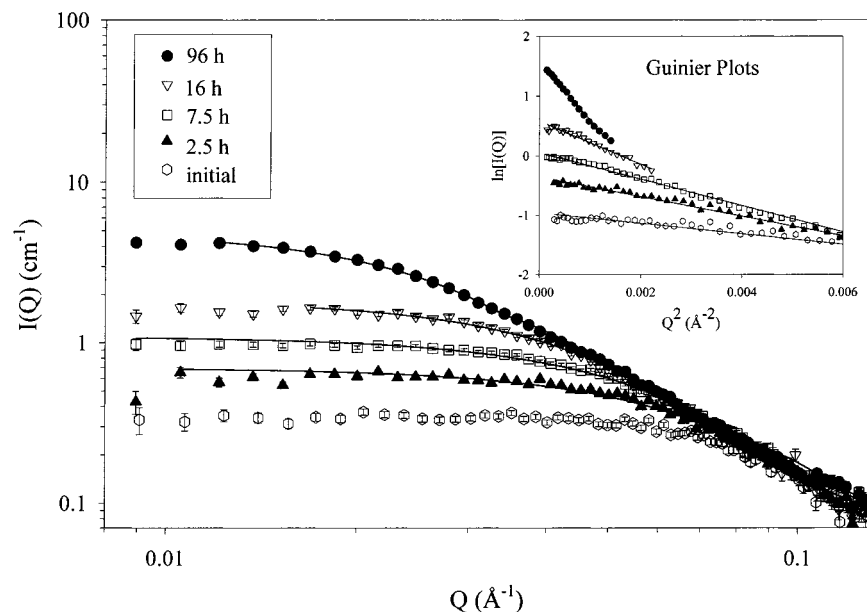 100
10
1
0.1
I(Q) (cm⁻¹)
0.01
0.1
Q (Å⁻¹)
96 h
16 h
7.5 h
2.5 h
initial
Guinier Plots
2
1
0
-1
-2
ln[I(Q)]
0.000
0.002
0.004
0.006
Q² (Å⁻²)